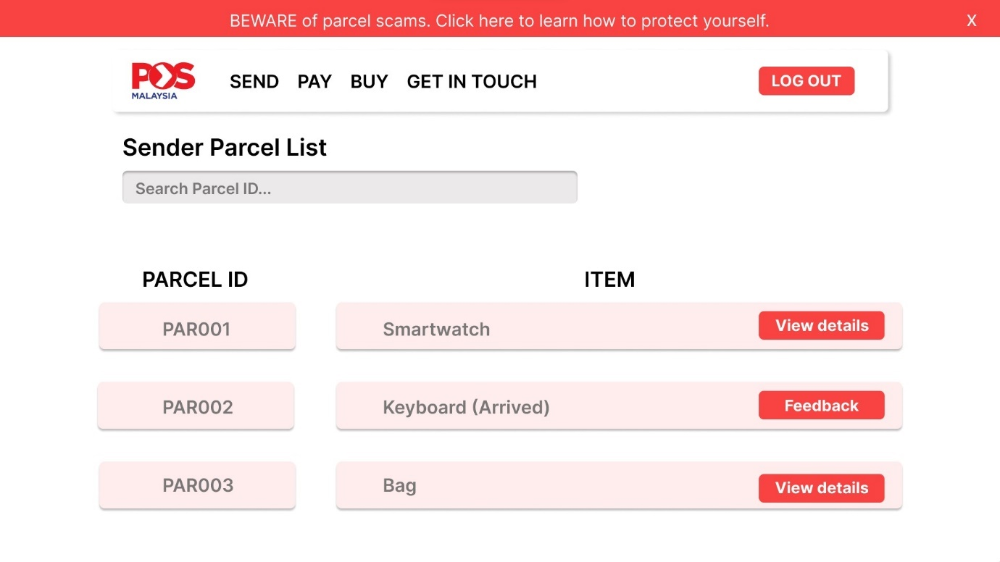 BEWARE of parcel scams. Click here to learn how to protect yourself. X
POS MALAYSIA SEND PAY BUY GET IN TOUCH LOG OUT
Sender Parcel List
Search Parcel ID...
PARCEL ID ITEM
PAR001 Smartwatch View details
PAR002 Keyboard (Arrived) Feedback
PAR003 Bag View details